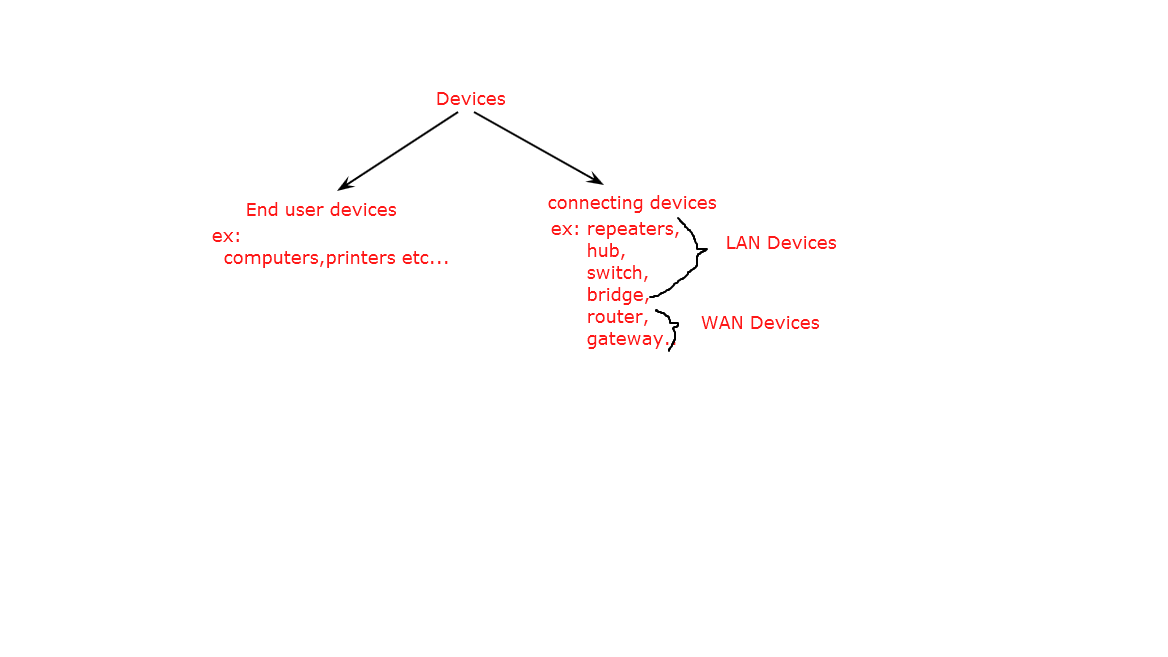 Devices
End user devices
ex:
computers,printers etc...
connecting devices
ex: repeaters,
hub,
switch,
bridge,
router,
gateway..
LAN Devices
WAN Devices